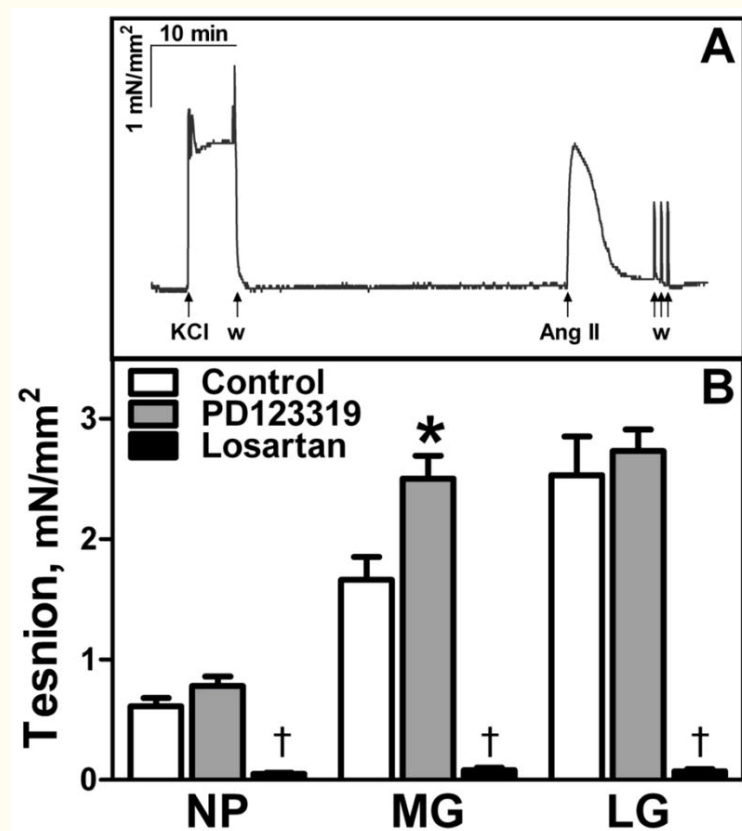 A
10 min
1 mN/mm²
KCl w Ang II w
B
Control
PD123319
Losartan
Tesnion, mN/mm²
3
2
1
0
*
† † †
NP MG LG